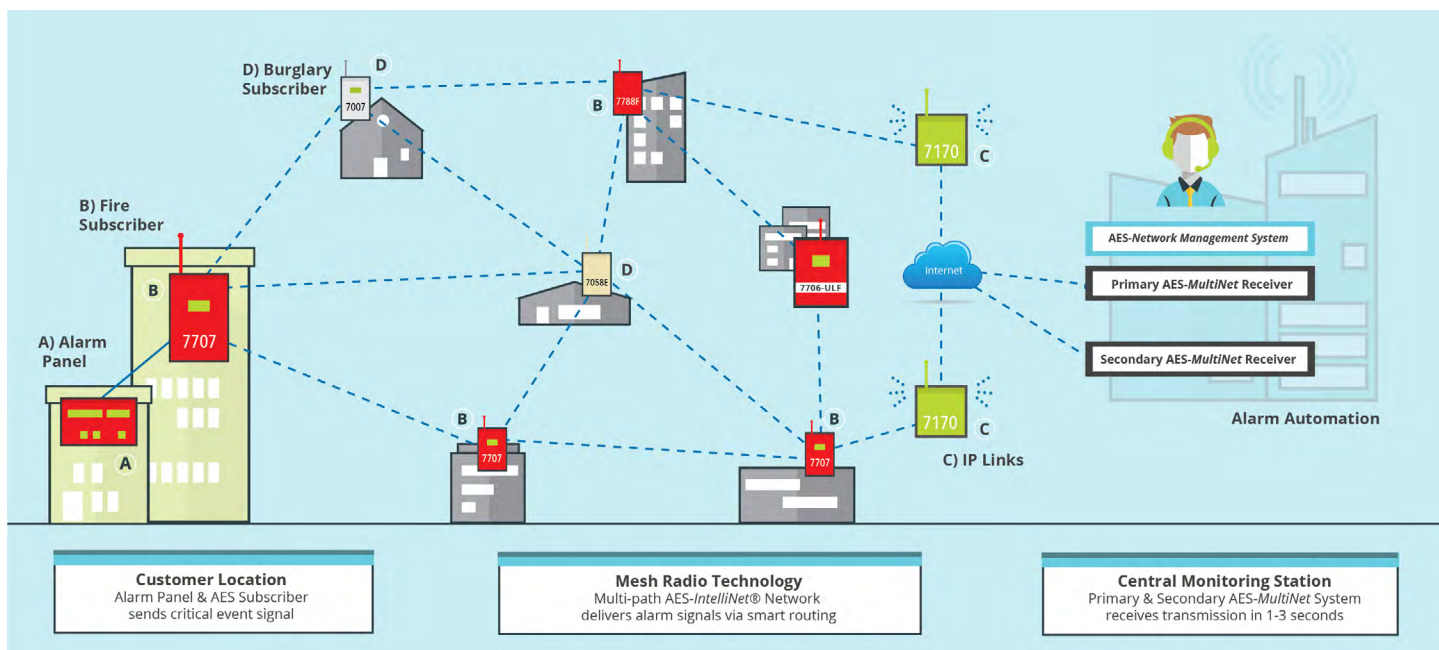 D) Burglary
Subscriber
D
7007
B
7788F
7170
C
B) Fire
Subscriber
B
7707
A) Alarm
Panel
A
7058E
D
7706-ULF
internet
AES-Network Management System
Primary AES-MultiNet Receiver
Secondary AES-MultiNet Receiver
Alarm Automation
B
7707
B
7707
7170
C
C) IP Links
Customer Location
Alarm Panel & AES Subscriber
sends critical event signal
Mesh Radio Technology
Multi-path AES-IntelliNet® Network
delivers alarm signals via smart routing
Central Monitoring Station
Primary & Secondary AES-MultiNet System
receives transmission in 1-3 seconds